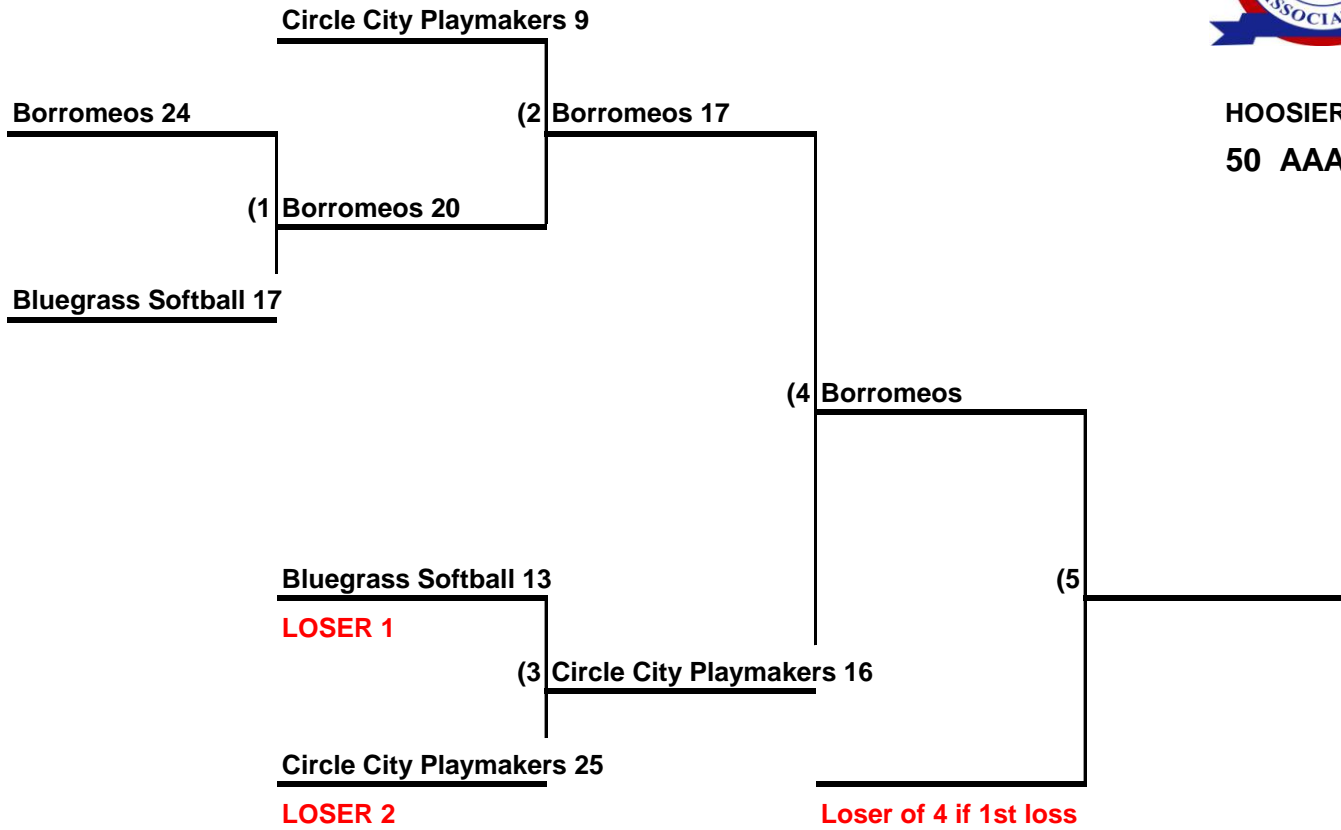 Circle City Playmakers 9
SSOCIA
Borromeos 24
(2 Borromeos 17
HOOSIER
50 AAA
(1 Borromeos 20
Bluegrass Softball 17
(4 Borromeos
Bluegrass Softball 13
(5
LOSER 1
(3 Circle City Playmakers 16
Circle City Playmakers 25
LOSER 2
Loser of 4 if 1st loss